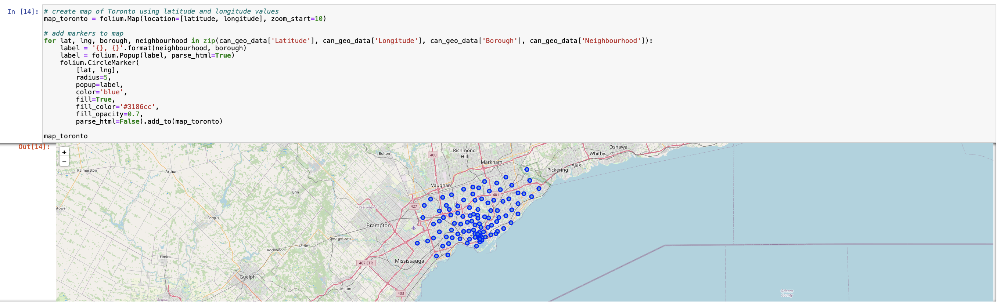 In [14]:
# create map of Toronto using latitude and longitude values
map_toronto = folium.Map(location=[latitude, longitude], zoom_start=10)
# add markers to map
for lat, lng, borough, neighbourhood in zip(can_geo_data['Latitude'], can_geo_data['Longitude'], can_geo_data['Borough'], can_geo_data['Neighbourhood']):
    label = '{}, {}'.format(neighbourhood, borough)
    label = folium.Popup(label, parse_html=True)
    folium.CircleMarker(
        [lat, lng],
        radius=5,
        popup=label,
        color='blue',
        fill=True,
        fill_color='#3186cc',
        fill_opacity=0.7,
        parse_html=False).add_to(map_toronto)
map_toronto
Out[14]:
+
−
Oshawa
Richmond
Hill
Bolton
400
Whitby
Markham
Ajax
Palmerston
Arthur
Pickering
Vaughan
Erin
401
427
Peel Region
stowel
Fergus
Brampton
Georgetown
Acton
Rockwood
Elmira
Mississauga
407 ETR
Guelph
Milton
403
Orleans
County
Region